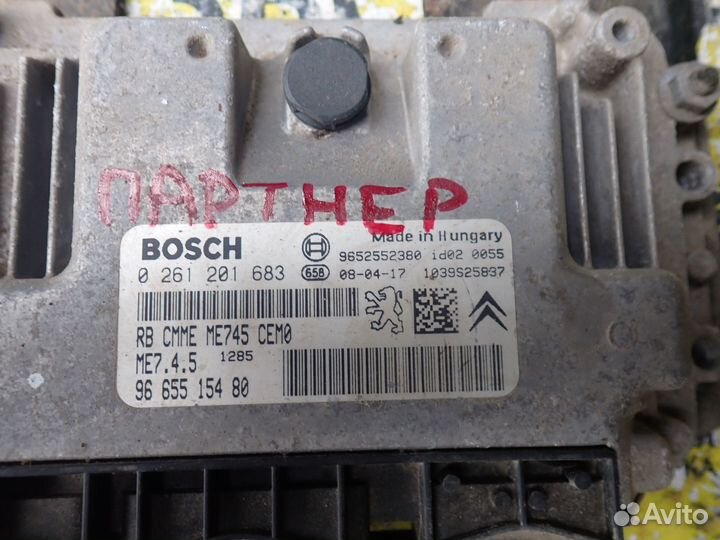 ПАРТНЕР
BOSCH
Made in Hungary
9652552380 1d02 0055
0 261 201 683 658 08-04-17 1039S25837
RB CMME ME745 CEM0
ME7.4.5 1285
96 655 154 80
Avito